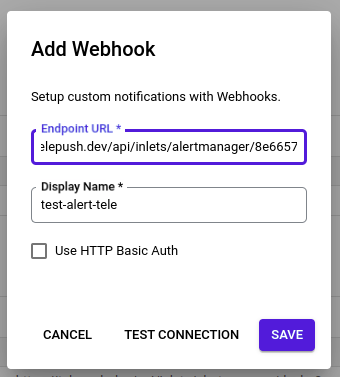 Add Webhook
Setup custom notifications with Webhooks.
Endpoint URL *
elepush.dev/api/inlets/alertmanager/8e6657
Display Name *
test-alert-tele
Use HTTP Basic Auth
CANCEL TEST CONNECTION SAVE